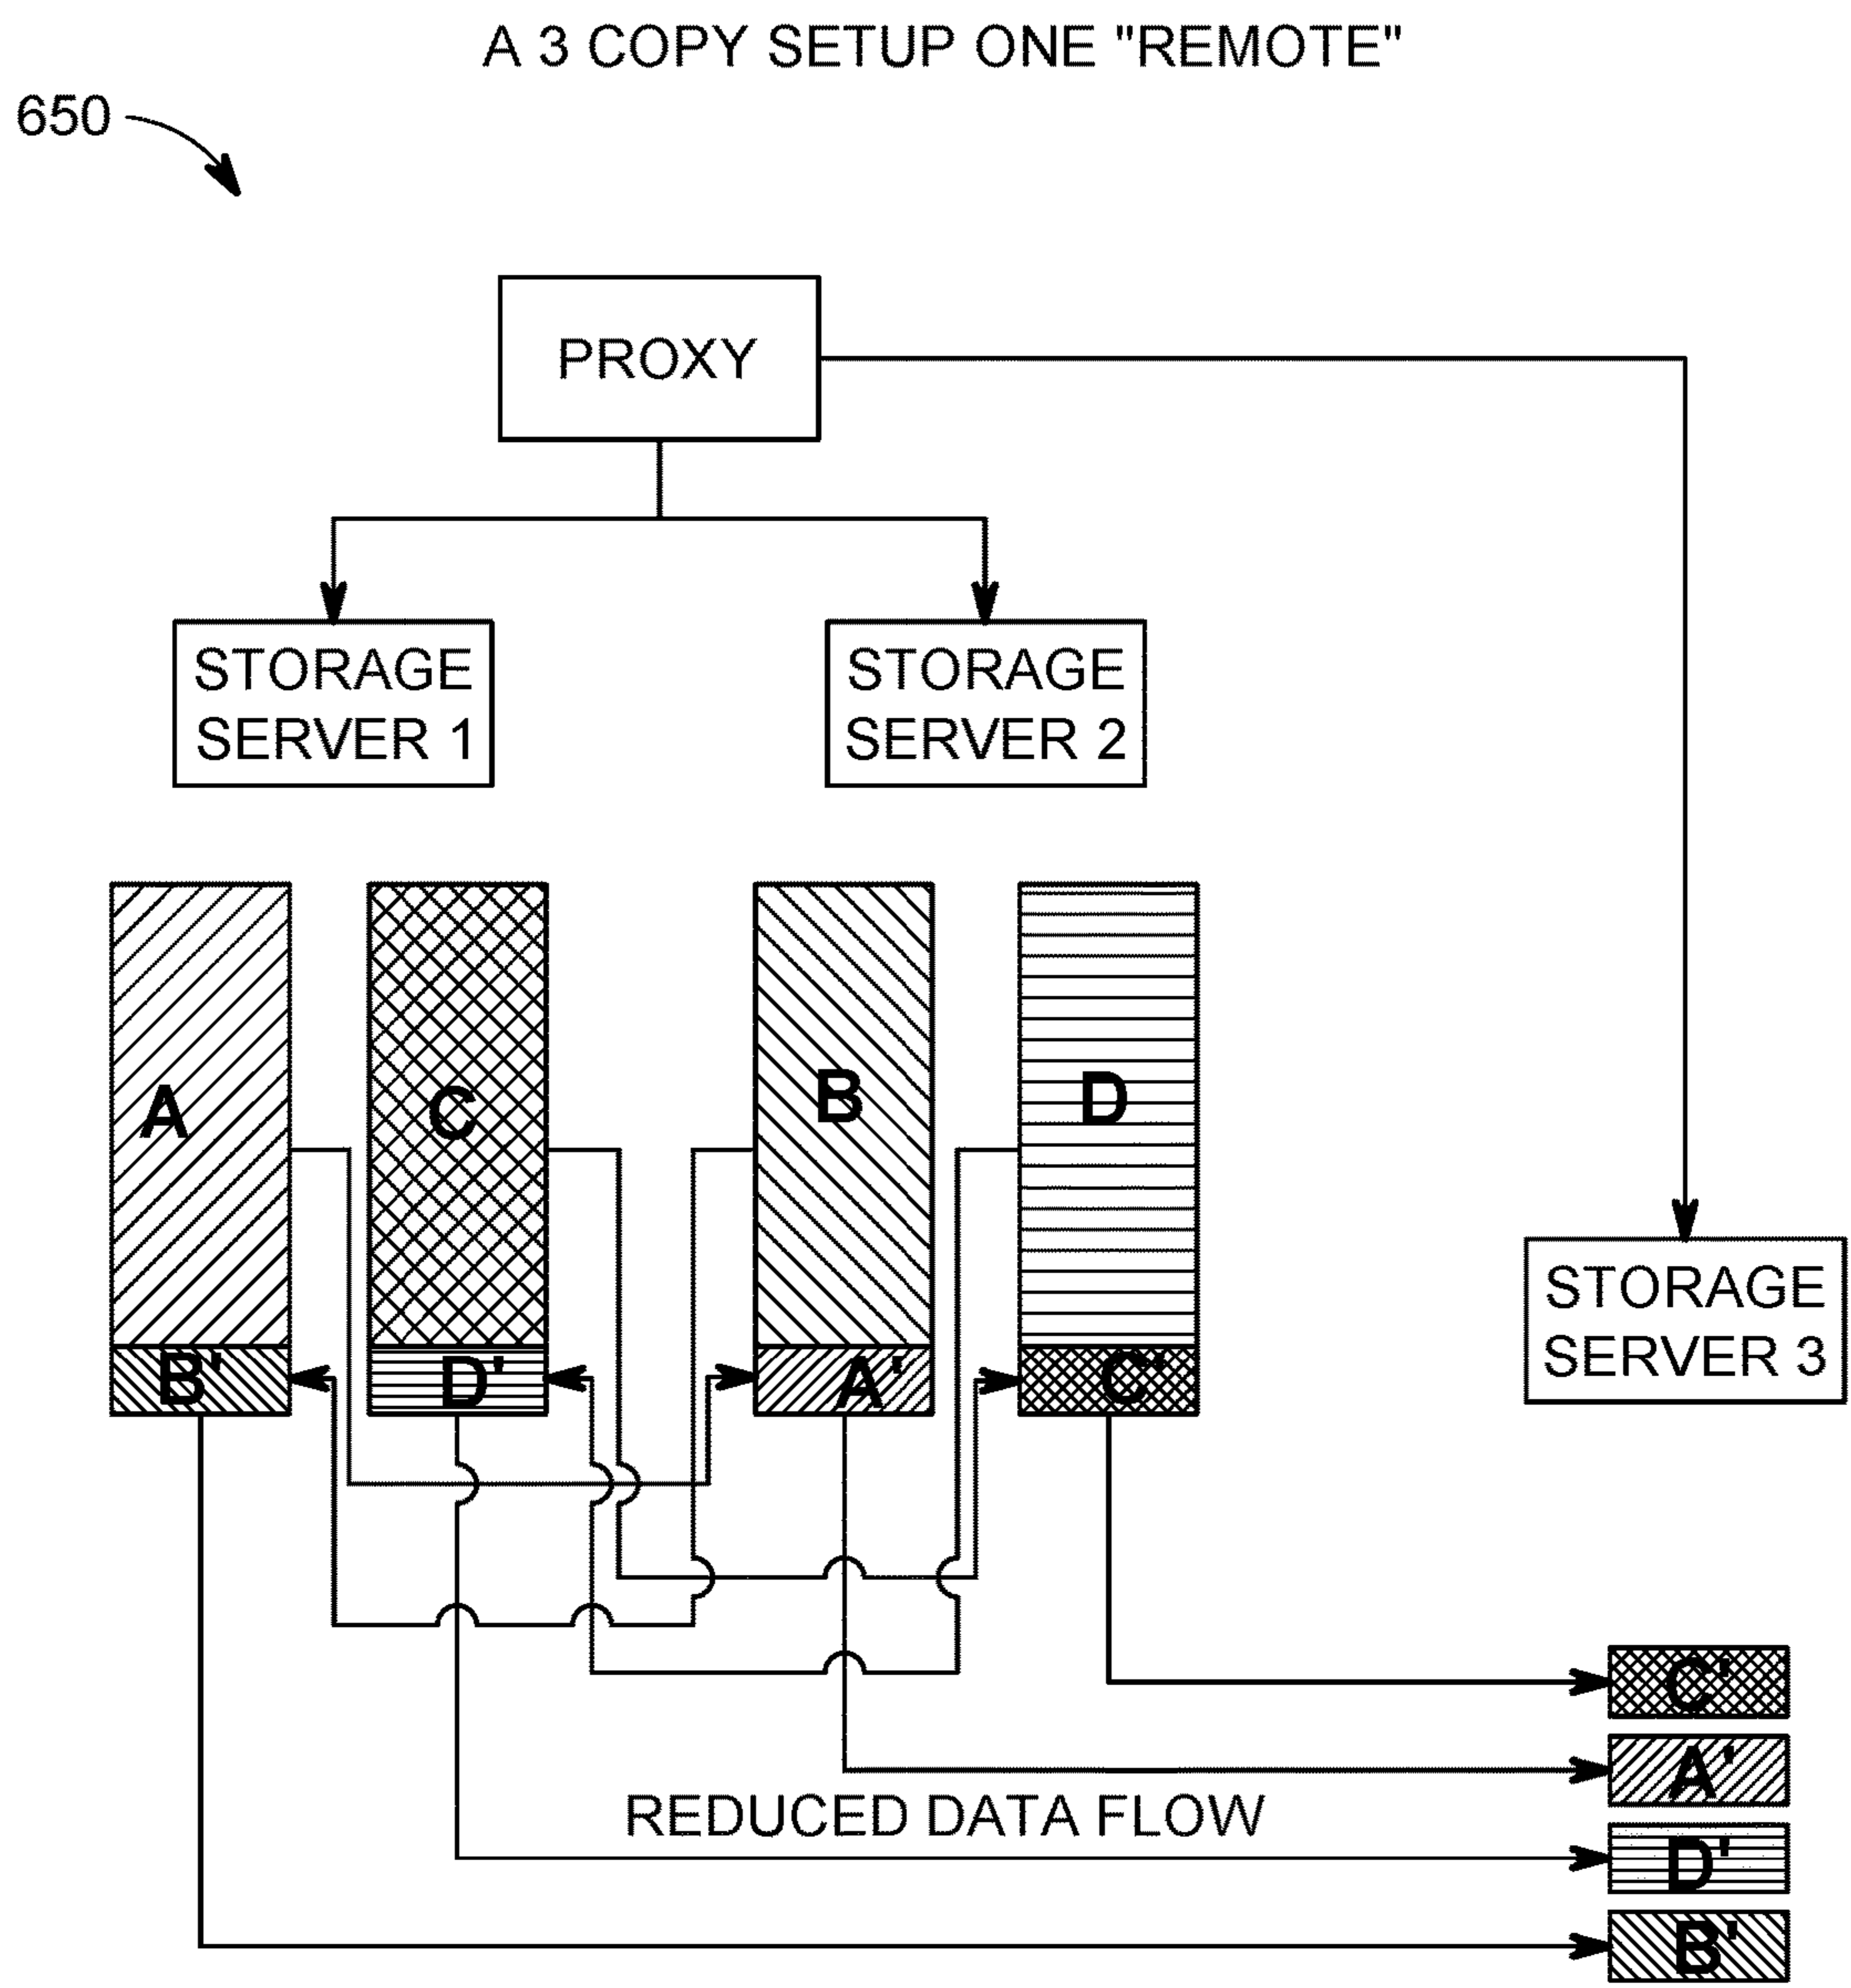 A 3 COPY SETUP ONE "REMOTE"
650
PROXY
STORAGE
SERVER 1
STORAGE
SERVER 2
A
C
B
D
STORAGE
SERVER 3
B'
D'
A'
C'
C'
A'
REDUCED DATA FLOW
D'
B'